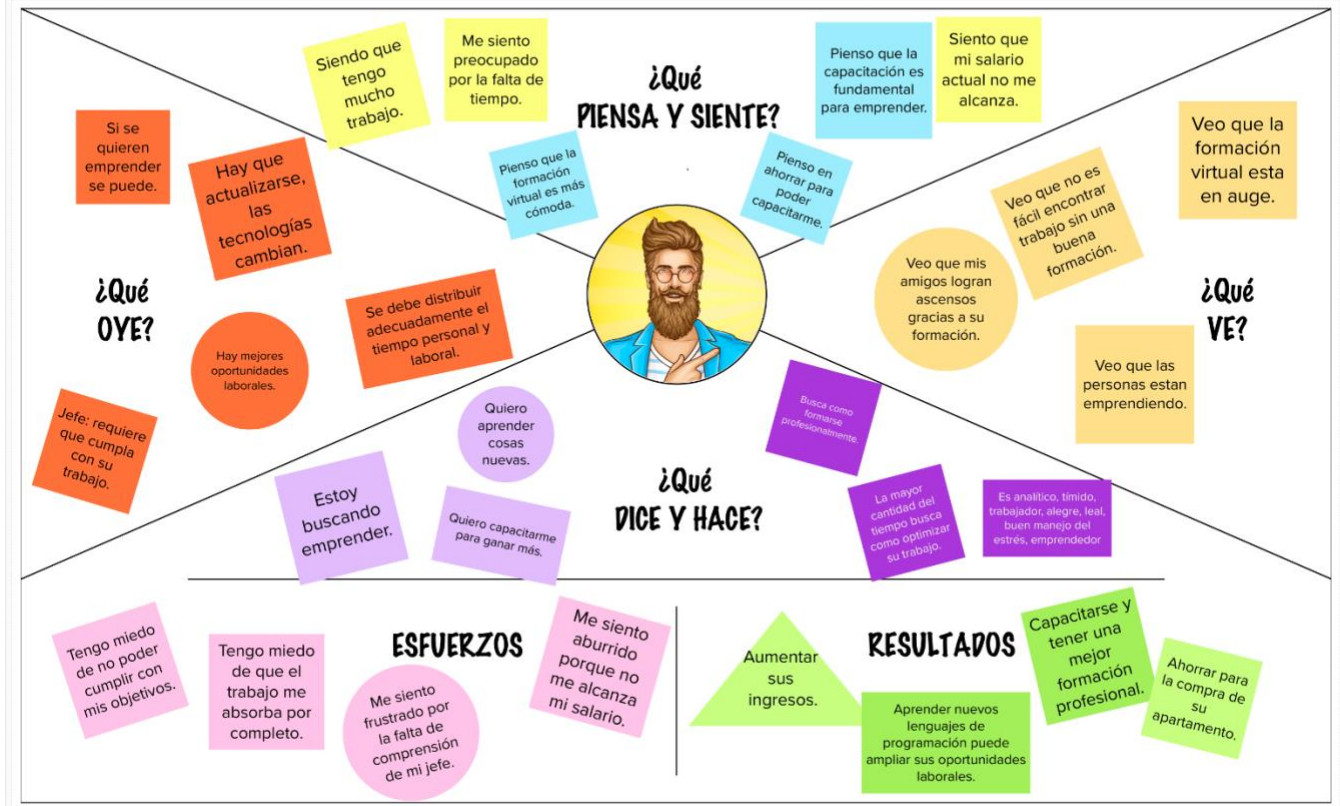 ¿Qué
PIENSA Y SIENTE?
Siendo que
tengo
mucho
trabajo.
Me siento
preocupado
por la falta de
tiempo.
Pienso que la
formación
virtual es más
cómoda.
Pienso que la
capacitación es
fundamental
para emprender.
Siento que
mi salario
actual no me
alcanza.
Pienso en
ahorrar para
poder
capacitarme.
¿Qué
OYE?
Si se
quieren
emprender
se puede.
Hay que
actualizarse,
las
tecnologías
cambian.
Se debe distribuir
adecuadamente el
tiempo personal y
laboral.
Hay mejores
oportunidades
laborales.
Jefe: requiere
que cumpla
con su
trabajo.
¿Qué
VE?
Veo que la
formación
virtual esta
en auge.
Veo que no es
fácil encontrar
trabajo sin una
buena
formación.
Veo que mis
amigos logran
ascensos
gracias a su
formación.
Veo que las
personas estan
emprendiendo.
¿Qué
DICE Y HACE?
Quiero
aprender
cosas
nuevas.
Estoy
buscando
emprender.
Quiero capacitarme
para ganar más.
Busca como
formarse
profesionalmente.
La mayor
cantidad del
tiempo busca
como optimizar
su trabajo.
Es analítico, tímido,
trabajador, alegre, leal,
buen manejo del
estrés, emprendedor
ESFUERZOS
Tengo miedo
de no poder
cumplir con
mis objetivos.
Tengo miedo
de que el
trabajo me
absorba por
completo.
Me siento
frustrado por
la falta de
comprensión
de mi jefe.
Me siento
aburrido
porque no
me alcanza
mi salario.
RESULTADOS
Aumentar
sus
ingresos.
Aprender nuevos
lenguajes de
programación puede
ampliar sus oportunidades
laborales.
Capacitarse y
tener una
mejor
formación
profesional.
Ahorrar para
la compra de
su
apartamento.